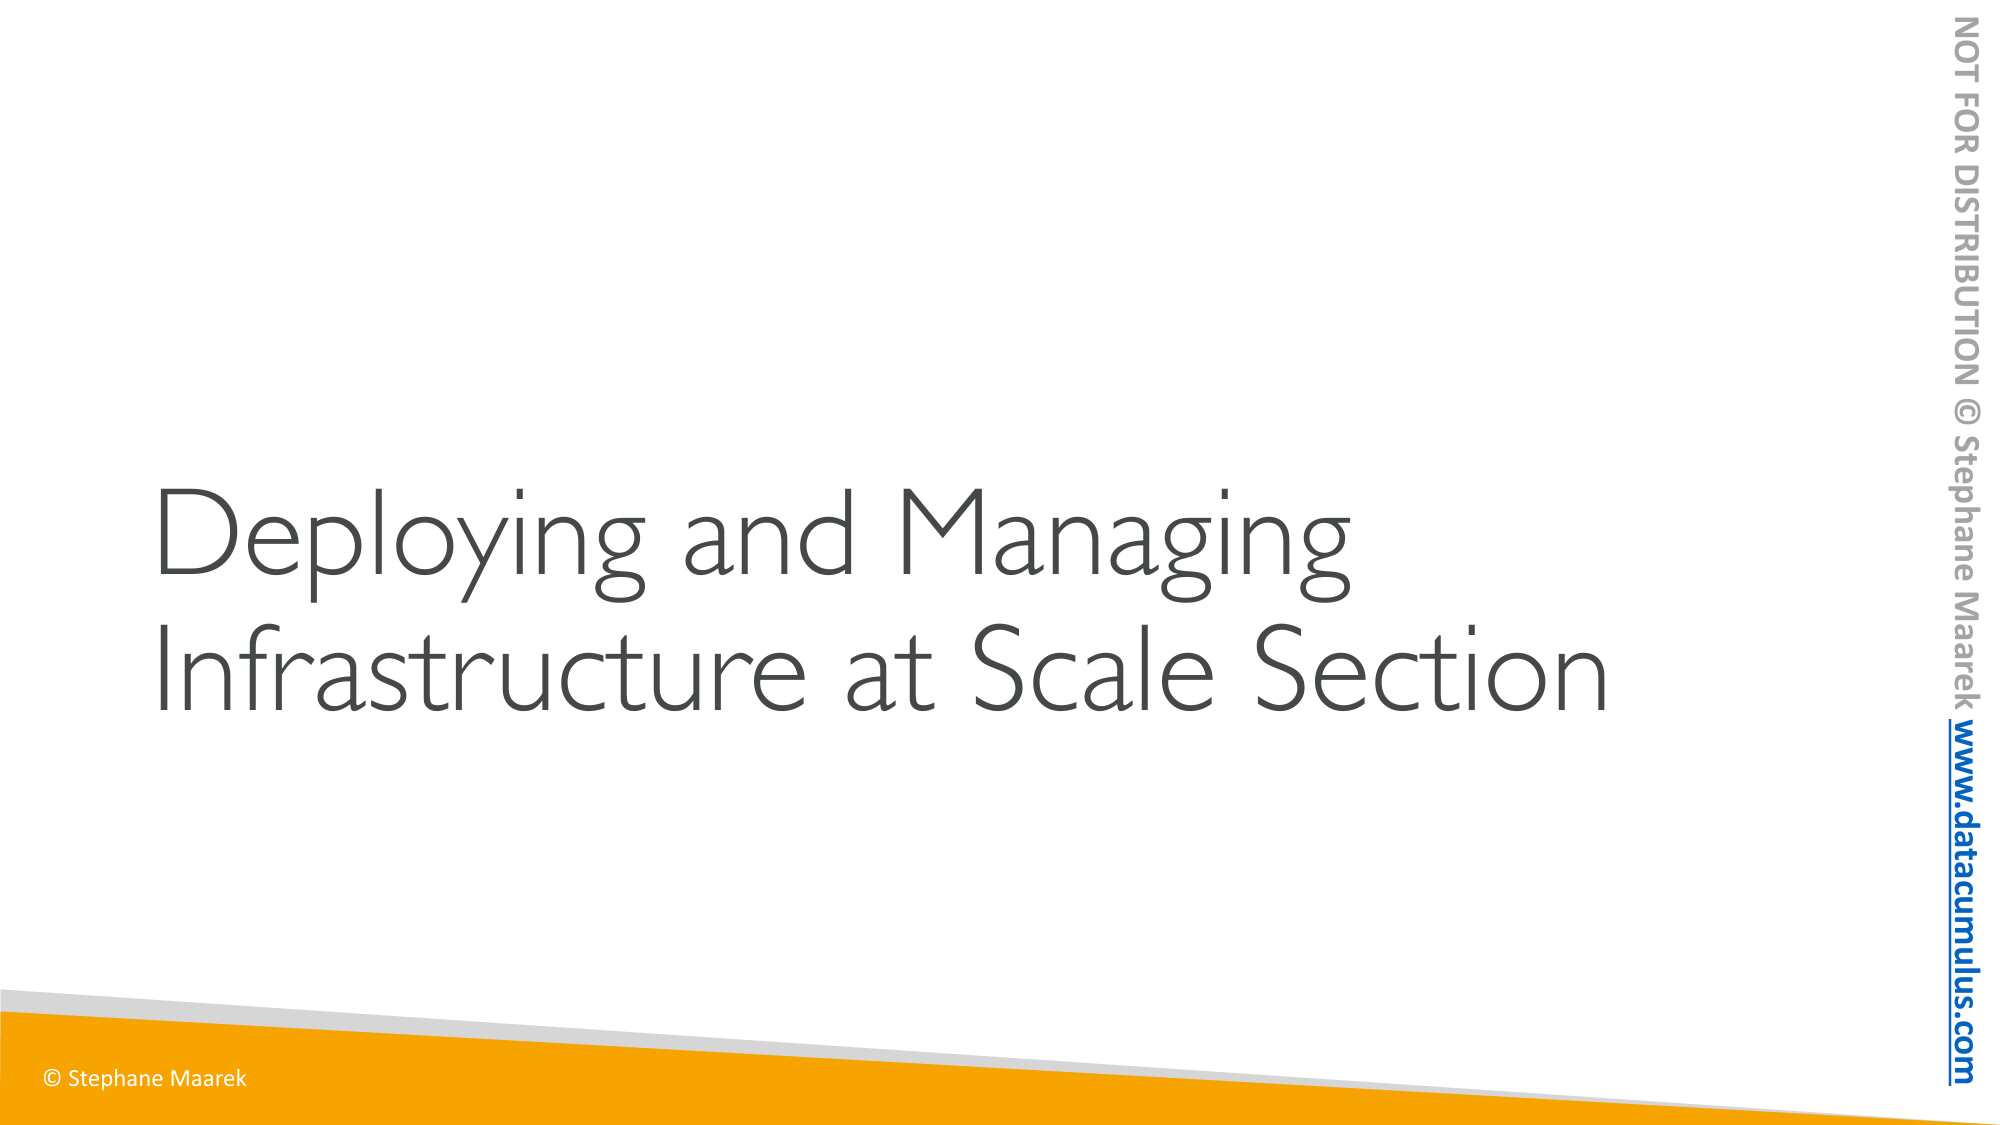 Deploying and Managing
Infrastructure at Scale Section
© Stephane Maarek
NOT FOR DISTRIBUTION © Stephane Maarek www.datacumulus.com